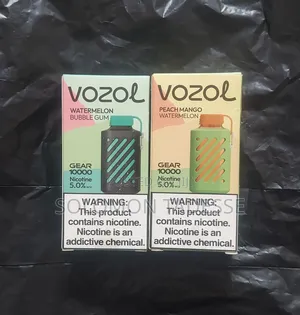 VOZOL
WATERMELON
BUBBLE GUM
GEAR
10000
Nicotine
5.0%
WARNING:
This product
contains nicotine.
Nicotine is an
addictive chemical.
VOZOL
PEACH MANGO
WATERMELON
GEAR
10000
Nicotine
5.0%
WARNING:
This product
contains nicotine.
Nicotine is an
addictive chemical.